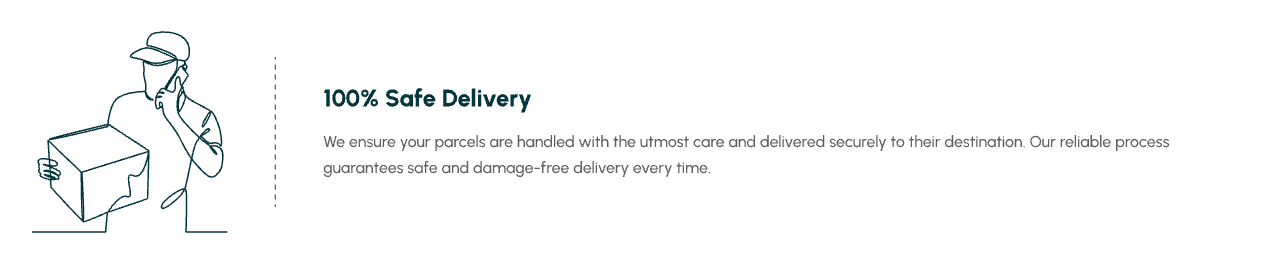 100% Safe Delivery
We ensure your parcels are handled with the utmost care and delivered securely to their destination. Our reliable process
guarantees safe and damage-free delivery every time.